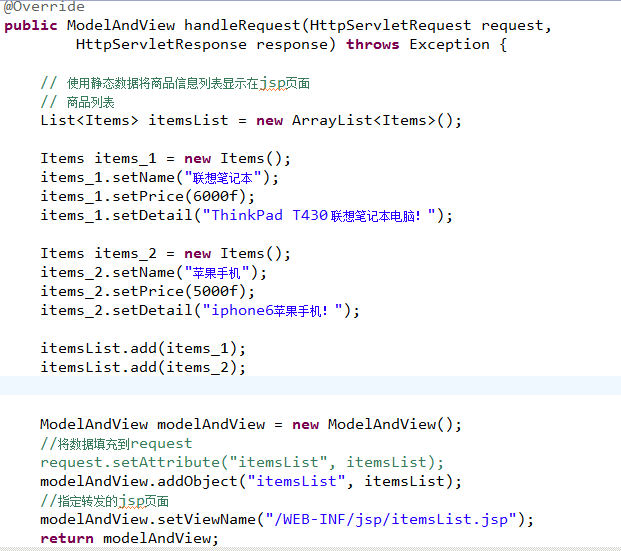 @Override
public ModelAndView handleRequest(HttpServletRequest request,
HttpServletResponse response) throws Exception {
// 使用静态数据将商品信息列表显示在jsp页面
// 商品列表
List<Items> itemsList = new ArrayList<Items>();
Items items_1 = new Items();
items_1.setName("联想笔记本");
items_1.setPrice(6000f);
items_1.setDetail("ThinkPad T430 联想笔记本电脑！");
Items items_2 = new Items();
items_2.setName("苹果手机");
items_2.setPrice(5000f);
items_2.setDetail("iphone6苹果手机！");
itemsList.add(items_1);
itemsList.add(items_2);
ModelAndView modelAndView = new ModelAndView();
//将数据填充到request
request.setAttribute("itemsList", itemsList);
modelAndView.addObject("itemsList", itemsList);
//指定转发的jsp页面
modelAndView.setViewName("/WEB-INF/jsp/itemsList.jsp");
return modelAndView;